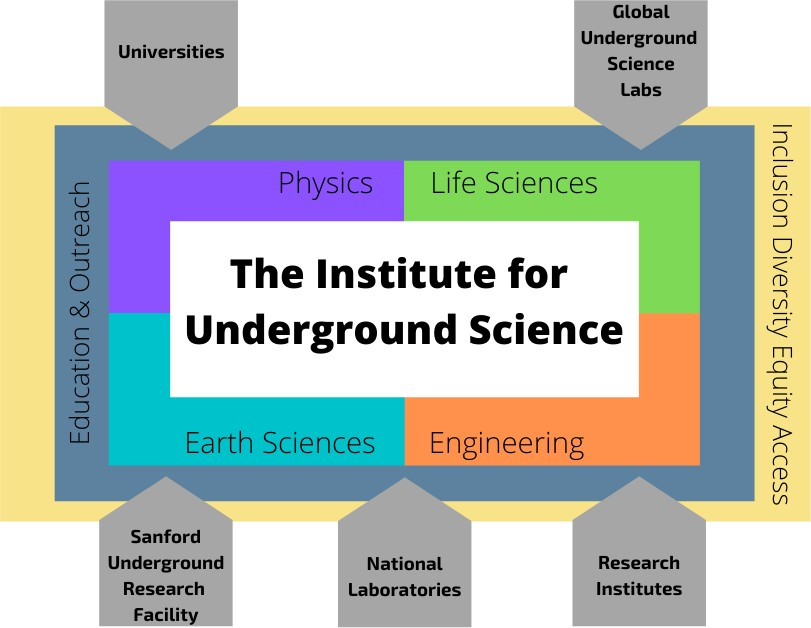 Universities
Global
Underground
Science
Labs
Education & Outreach
Physics
Life Sciences
The Institute for
Underground Science
Earth Sciences
Engineering
Inclusion Diversity Equity Access
Sanford
Underground
Research
Facility
National
Laboratories
Research
Institutes